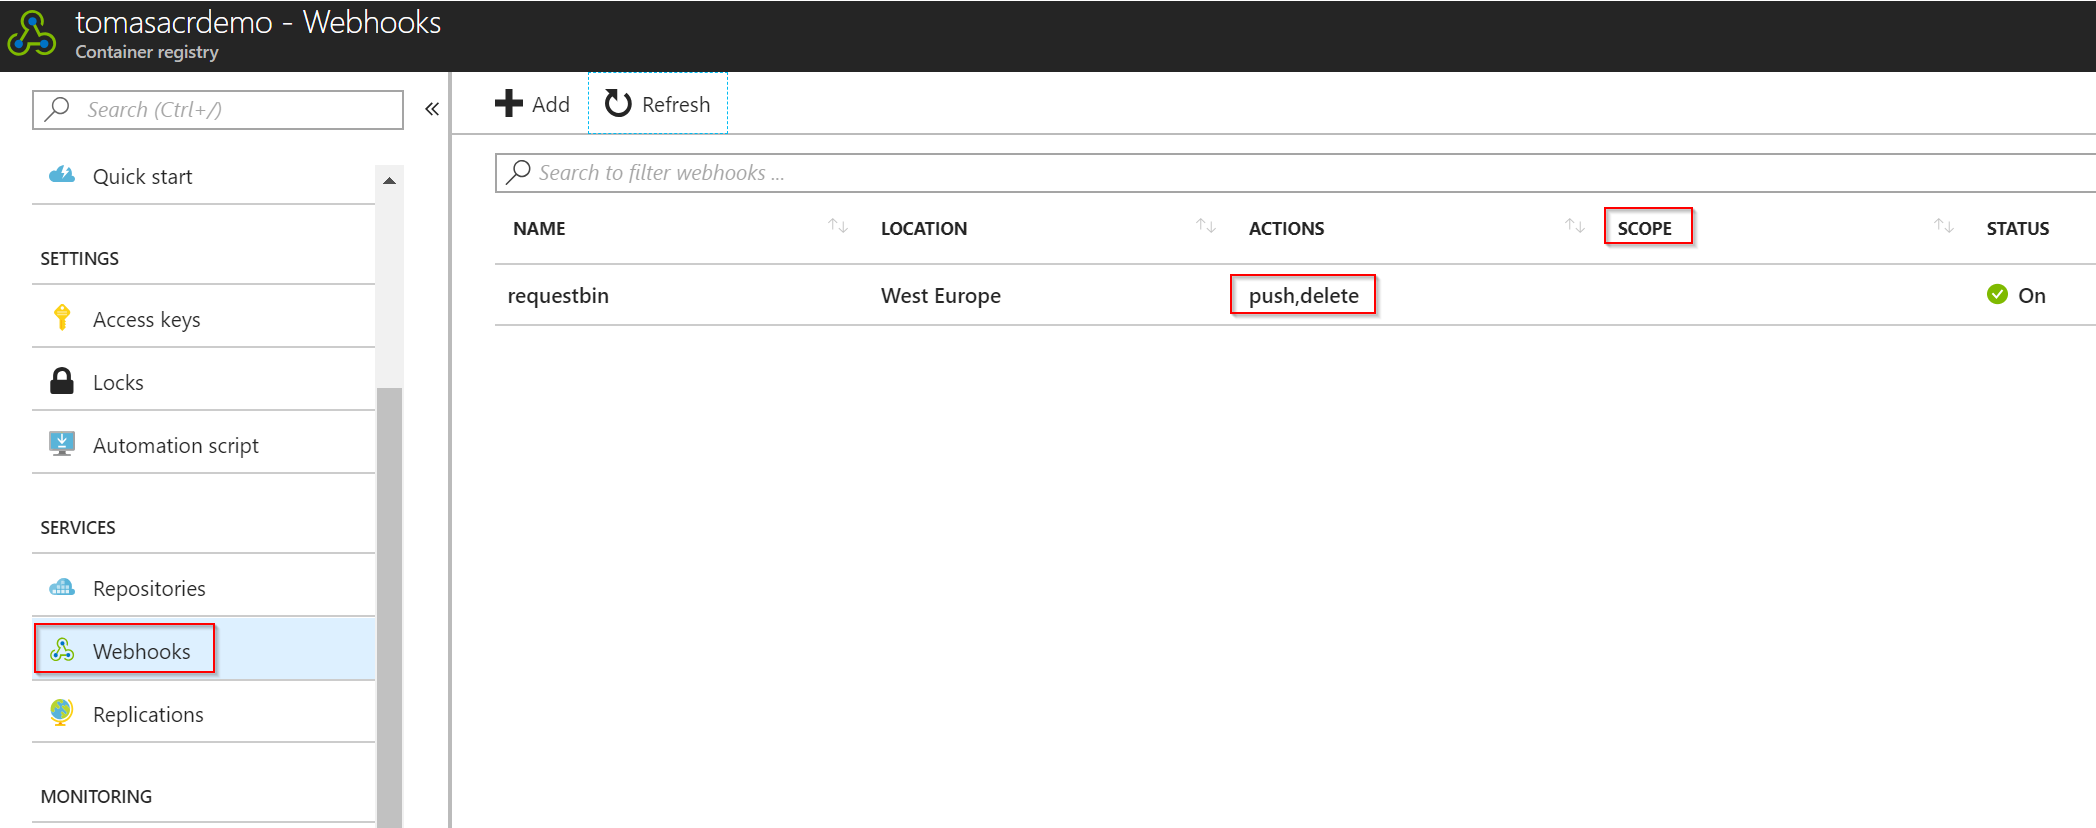 tomasacrdemo - Webhooks
Container registry
Search (Ctrl+/)
Quick start
SETTINGS
Access keys
Locks
Automation script
SERVICES
Repositories
Webhooks
Replications
MONITORING
Add Refresh
Search to filter webhooks ...
NAME LOCATION ACTIONS SCOPE STATUS
requestbin West Europe push,delete On